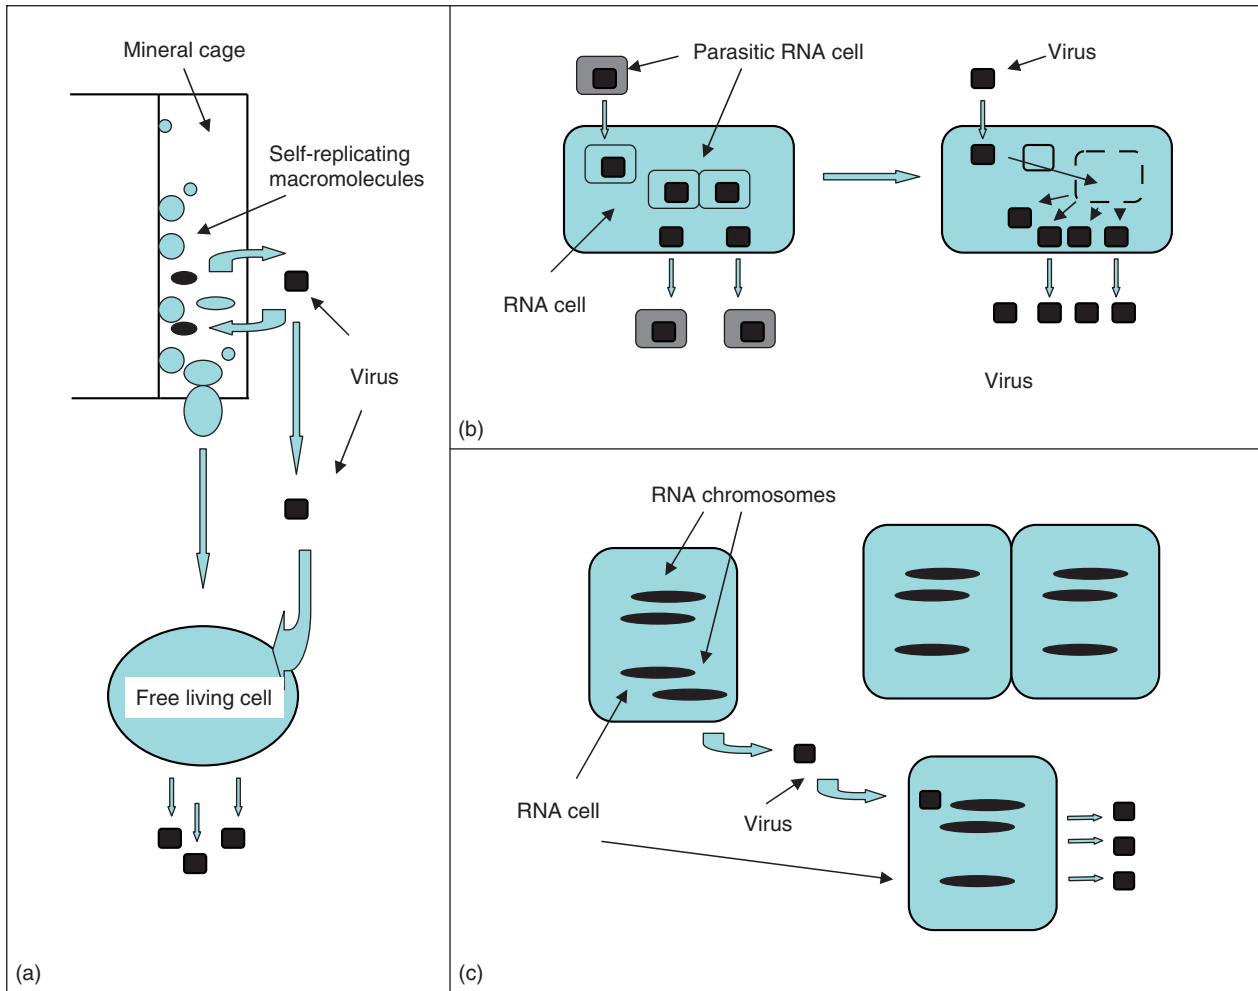 Mineral cage
Self-replicating
macromolecules
Virus
Free living cell
(a)
Parasitic RNA cell
Virus
RNA cell
Virus
(b)
RNA chromosomes
RNA cell
Virus
(c)